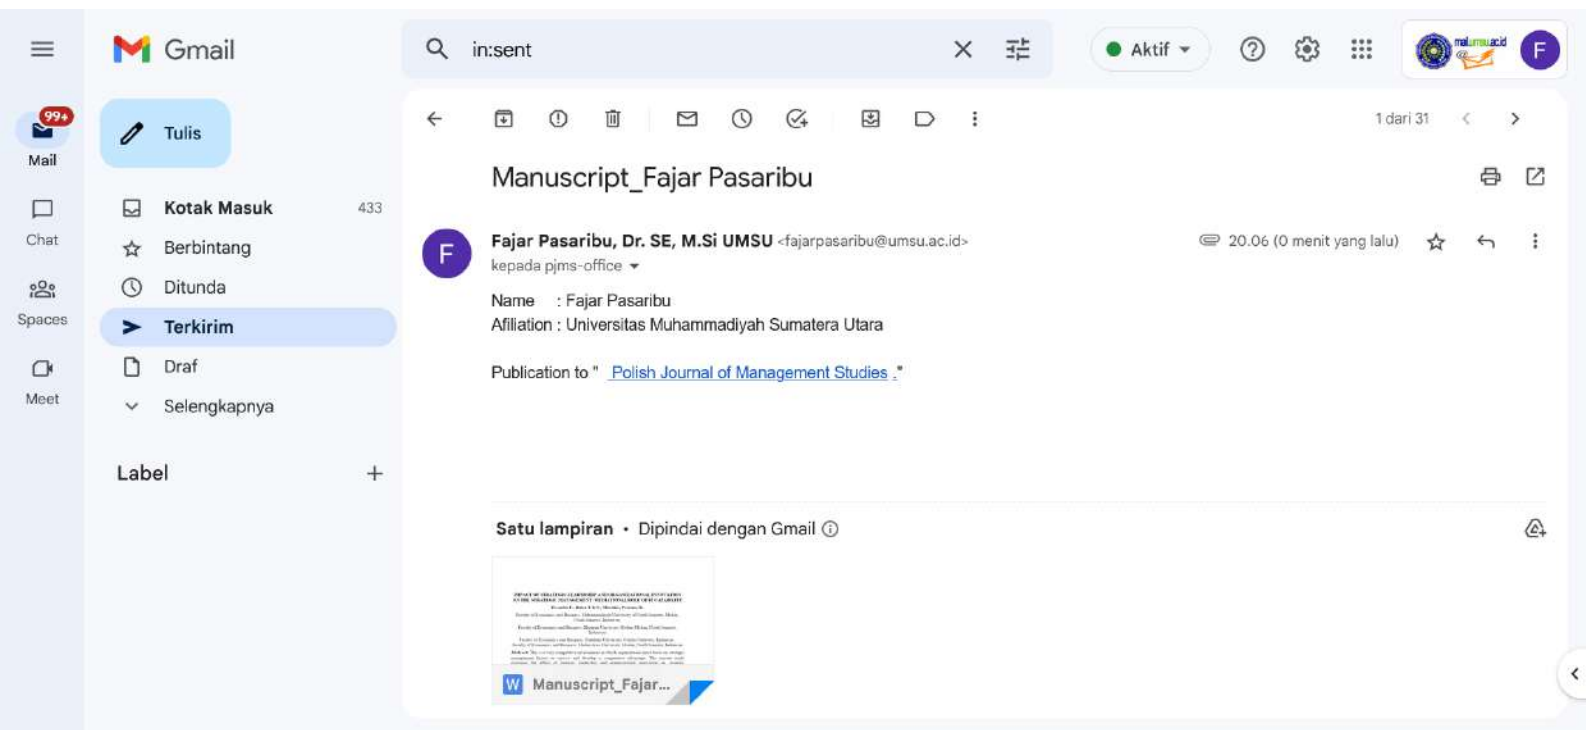 Gmail
in:sent
Aktif
F
99+
Mail
Tulis
1 dari 31
Manuscript_Fajar Pasaribu
Kotak Masuk 433
Chat
Berbintang
F
Fajar Pasaribu, Dr. SE, M.Si UMSU <fajarpasaribu@umsu.ac.id>
20.06 (0 menit yang lalu)
kepada pjms-office
Ditunda
Name : Fajar Pasaribu
Spaces
Terkirim
Afiliation : Universitas Muhammadiyah Sumatera Utara
Draf
Publication to " Polish Journal of Management Studies ."
Meet
Selengkapnya
Label
Satu lampiran • Dipindai dengan Gmail
W Manuscript_Fajar...